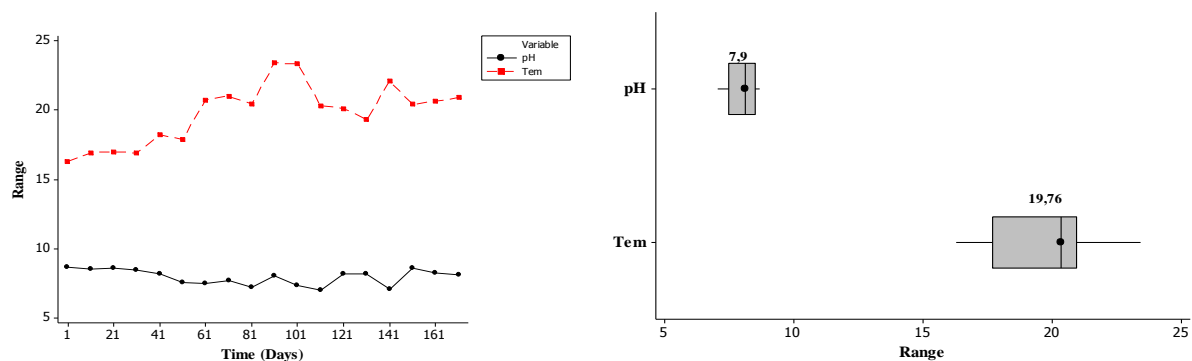 25
20
15
10
5
Range
1 21 41 61 81 101 121 141 161
Time (Days)
Variable
pH
Tem
pH
7,9
Tem
19,76
5 10 15 20 25
Range